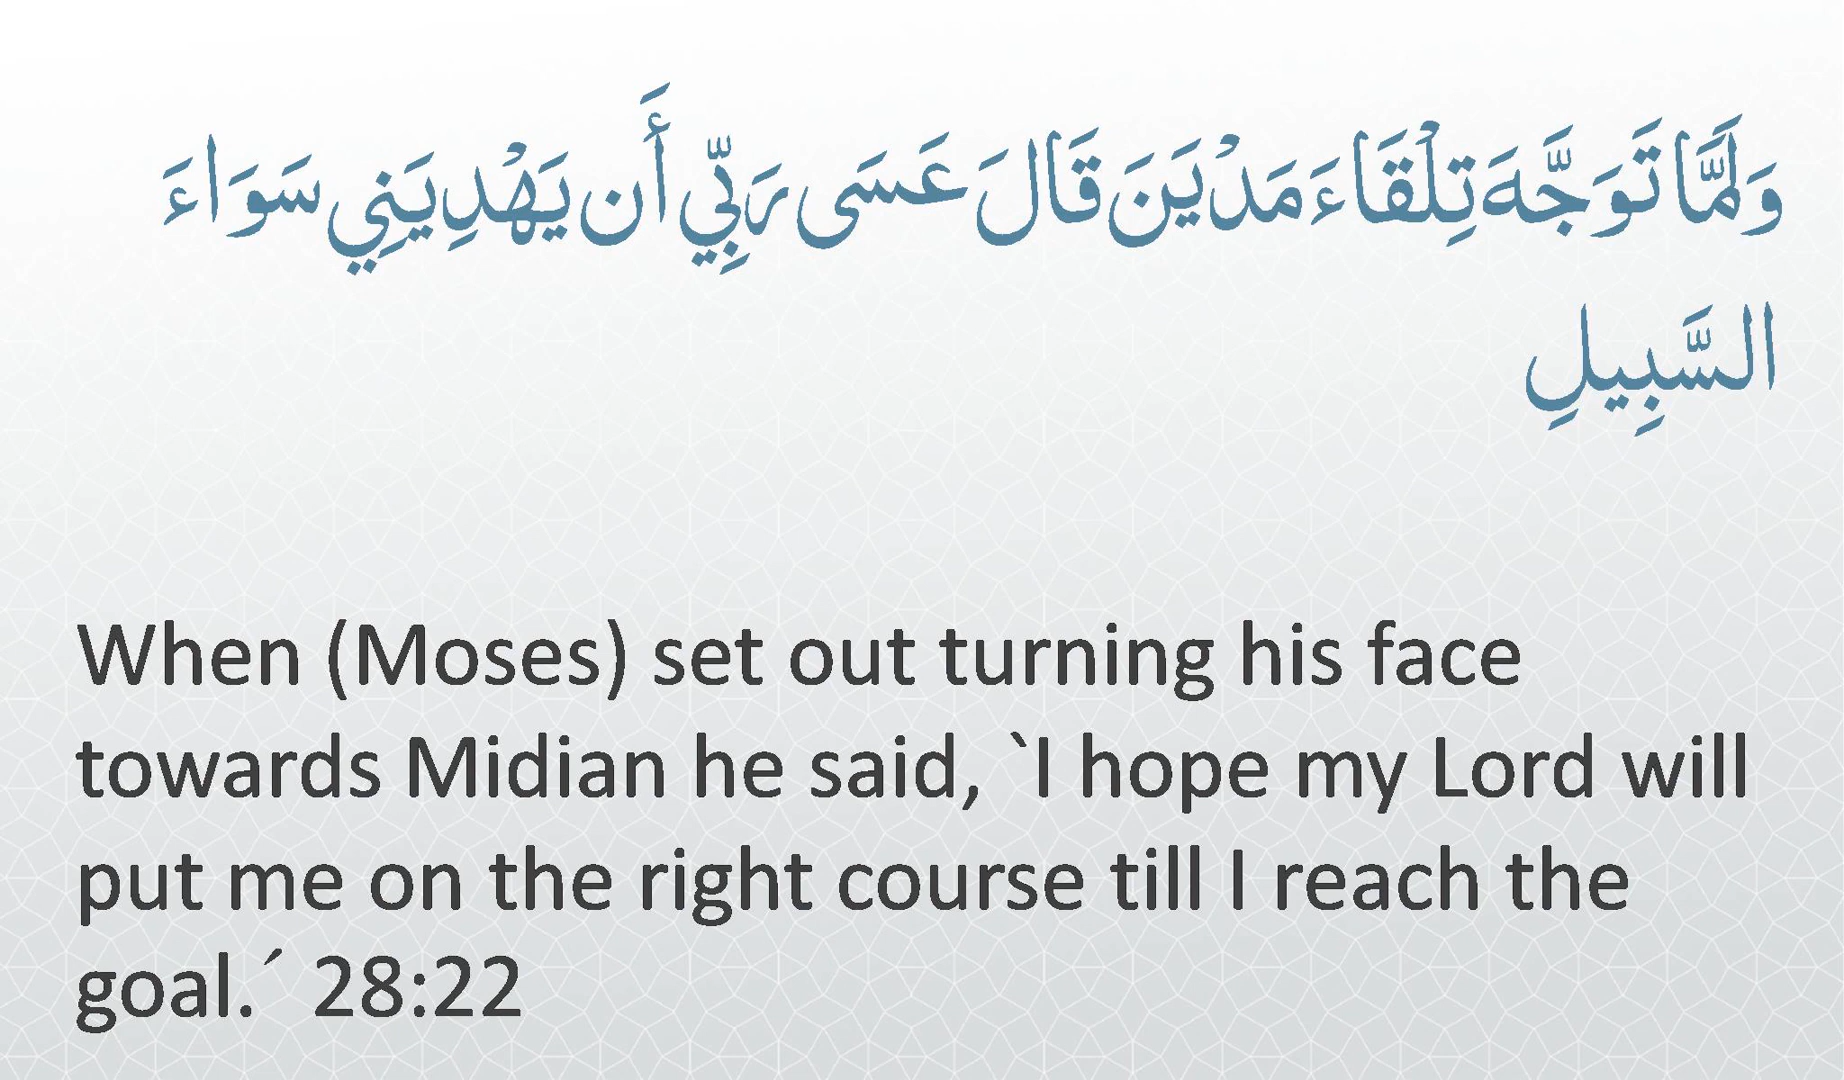 وَلَمَّا تَوَجَّهَ تِلْقَاءَ مَدْيَنَ قَالَ عَسَى رَبِّي أَن يَهْدِيَنِي سَوَاءَ
السَّبِيلِ
When (Moses) set out turning his face
towards Midian he said, `I hope my Lord will
put me on the right course till I reach the
goal.´ 28:22